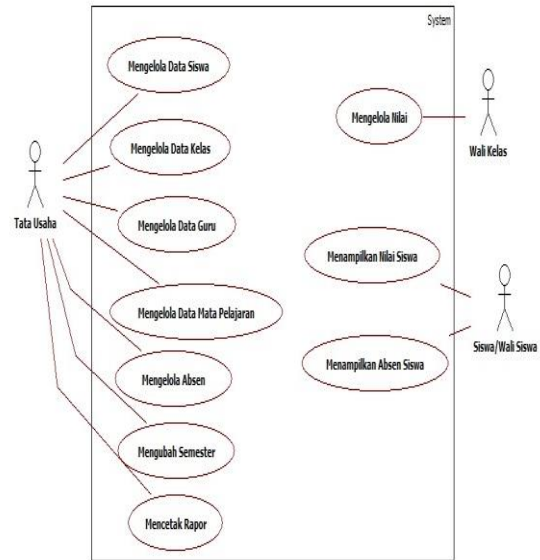 System
Mengelola Data Siswa
Mengelola Nilai
Wali Kelas
Mengelola Data Kelas
Tata Usaha
Mengelola Data Guru
Menampilkan Nilai Siswa
Mengelola Data Mata Pelajaran
Siswa/Wali Siswa
Menampilkan Absen Siswa
Mengelola Absen
Mengubah Semester
Mencetak Rapor